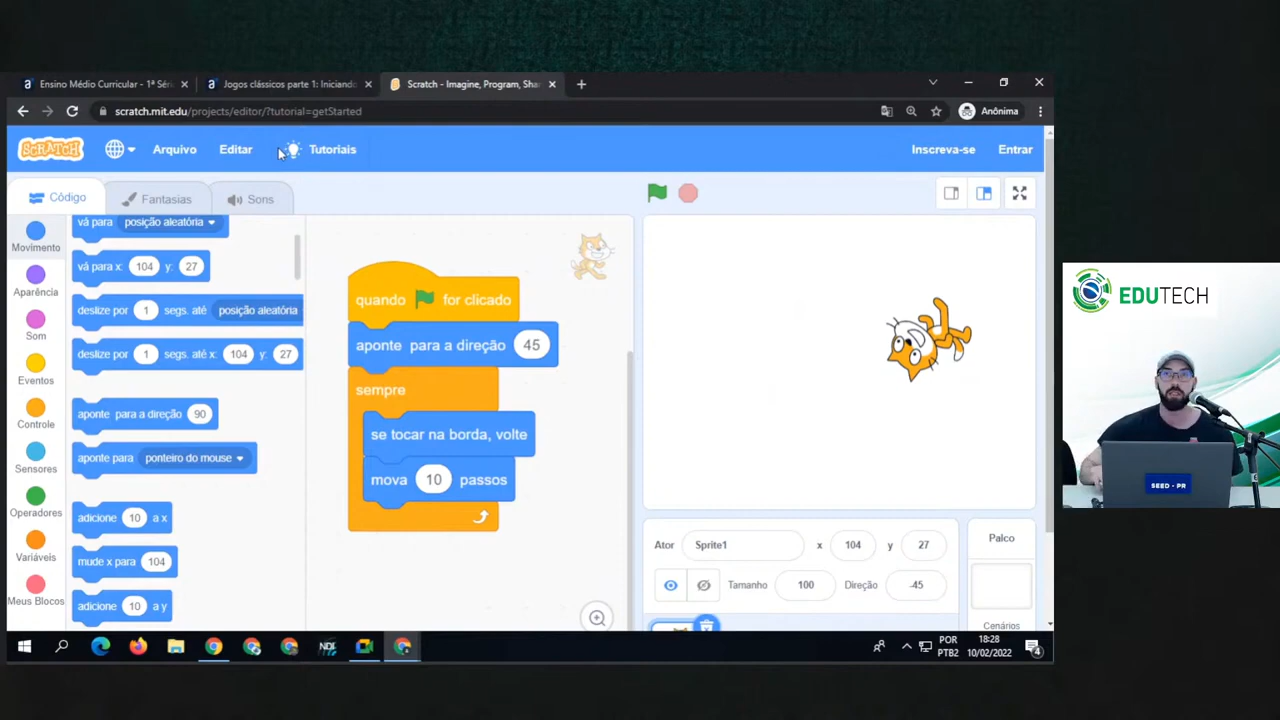 Ensino Médio Curricular - 1ª Séri
Jogos clássicos parte 1: Iniciando
Scratch - Imagine, Program, Shar
scratch.mit.edu/projects/editor/?tutorial=getStarted
Anônima
SCRATCH
Arquivo
Editar
Tutoriais
Inscreva-se
Entrar
Código
Fantasias
Sons
Movimento
Aparência
Som
Eventos
Controle
Sensores
Operadores
Variáveis
Meus Blocos
vá para posição aleatória
vá para x: 104 y: 27
deslize por 1 segs. até posição aleatória
deslize por 1 segs. até x: 104 y: 27
aponte para a direção 90
aponte para ponteiro do mouse
adicione 10 a x
mude x para 104
adicione 10 a y
quando for clicado
aponte para a direção 45
sempre
se tocar na borda, volte
mova 10 passos
Ator Sprite1 x 104 y 27
Tamanho 100 Direção -45
Palco
Cenários
NDI
POR
PTB2
18:28
10/02/2022
4
EDUTECH
SEED - PR